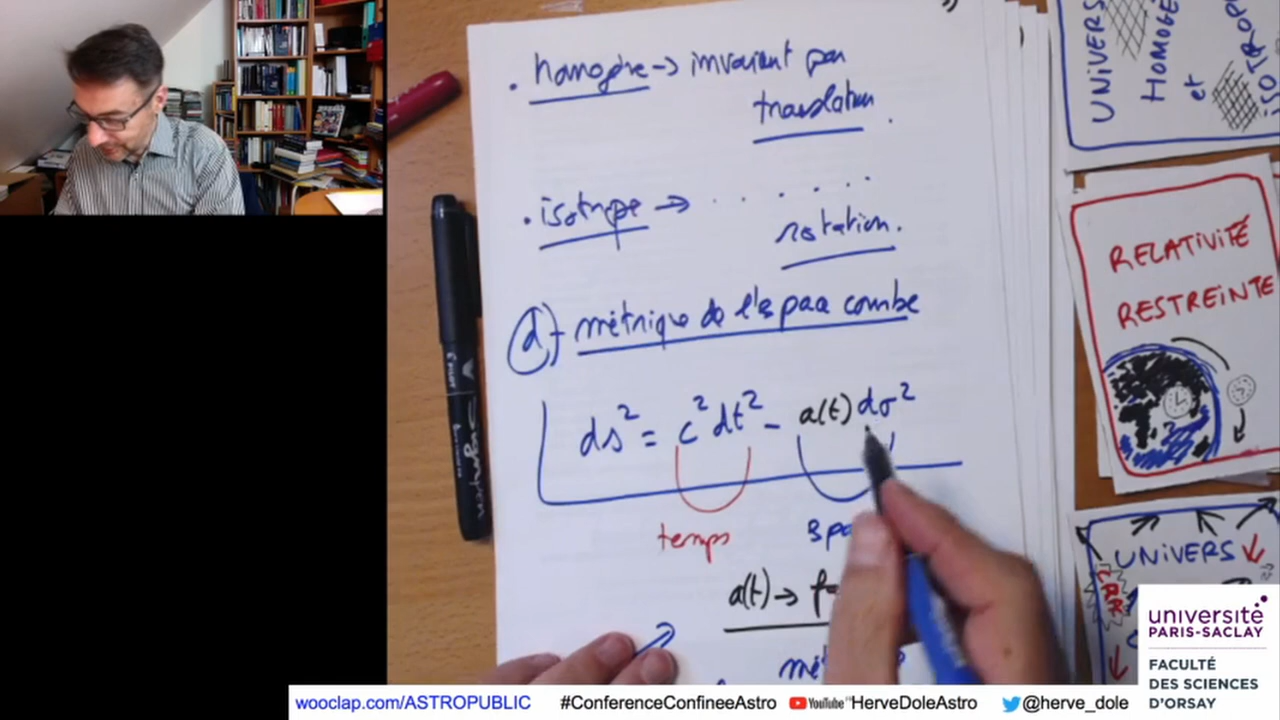 . homogène → invariant par
translation.
. isotrope → . . . . . .
rotation.
d) métrique de l'espace courbe
ds² = c²dt² - a(t)dσ²
temps
a(t) →
UNIVERS
HOMOGÈ
et
ISOTROPE
RELATIVITÉ
RESTREINTE
UNIVERS
université
PARIS-SACLAY
FACULTÉ
DES SCIENCES
D'ORSAY
wooclap.com/ASTROPUBLIC #ConferenceConfineeAstro YouTube HerveDoleAstro @herve_dole